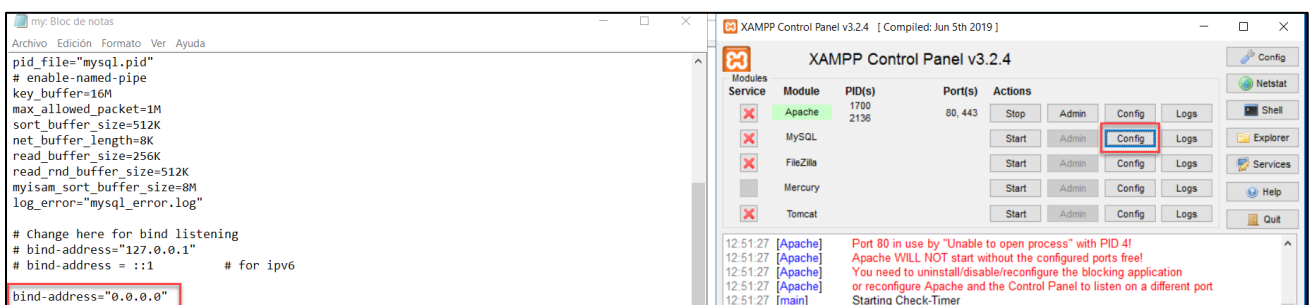 my: Bloc de notas
Archivo Edición Formato Ver Ayuda
pid_file="mysql.pid"
# enable-named-pipe
key_buffer=16M
max_allowed_packet=1M
sort_buffer_size=512K
net_buffer_length=8K
read_buffer_size=256K
read_rnd_buffer_size=512K
myisam_sort_buffer_size=8M
log_error="mysql_error.log"
# Change here for bind listening
# bind-address="127.0.0.1"
# bind-address = ::1 # for ipv6
bind-address="0.0.0.0"
XAMPP Control Panel v3.2.4 [ Compiled: Jun 5th 2019 ]
XAMPP Control Panel v3.2.4
Modules
Service Module PID(s) Port(s) Actions
Apache 1700 2136 80, 443 Stop Admin Config Logs
MySQL Start Admin Config Logs
FileZilla Start Admin Config Logs
Mercury Start Admin Config Logs
Tomcat Start Admin Config Logs
Config
Netstat
Shell
Explorer
Services
Help
Quit
12:51:27 [Apache] Port 80 in use by "Unable to open process" with PID 4!
12:51:27 [Apache] Apache WILL NOT start without the configured ports free!
12:51:27 [Apache] You need to uninstall/disable/reconfigure the blocking application
12:51:27 [Apache] or reconfigure Apache and the Control Panel to listen on a different port
12:51:27 [main] Starting Check-Timer